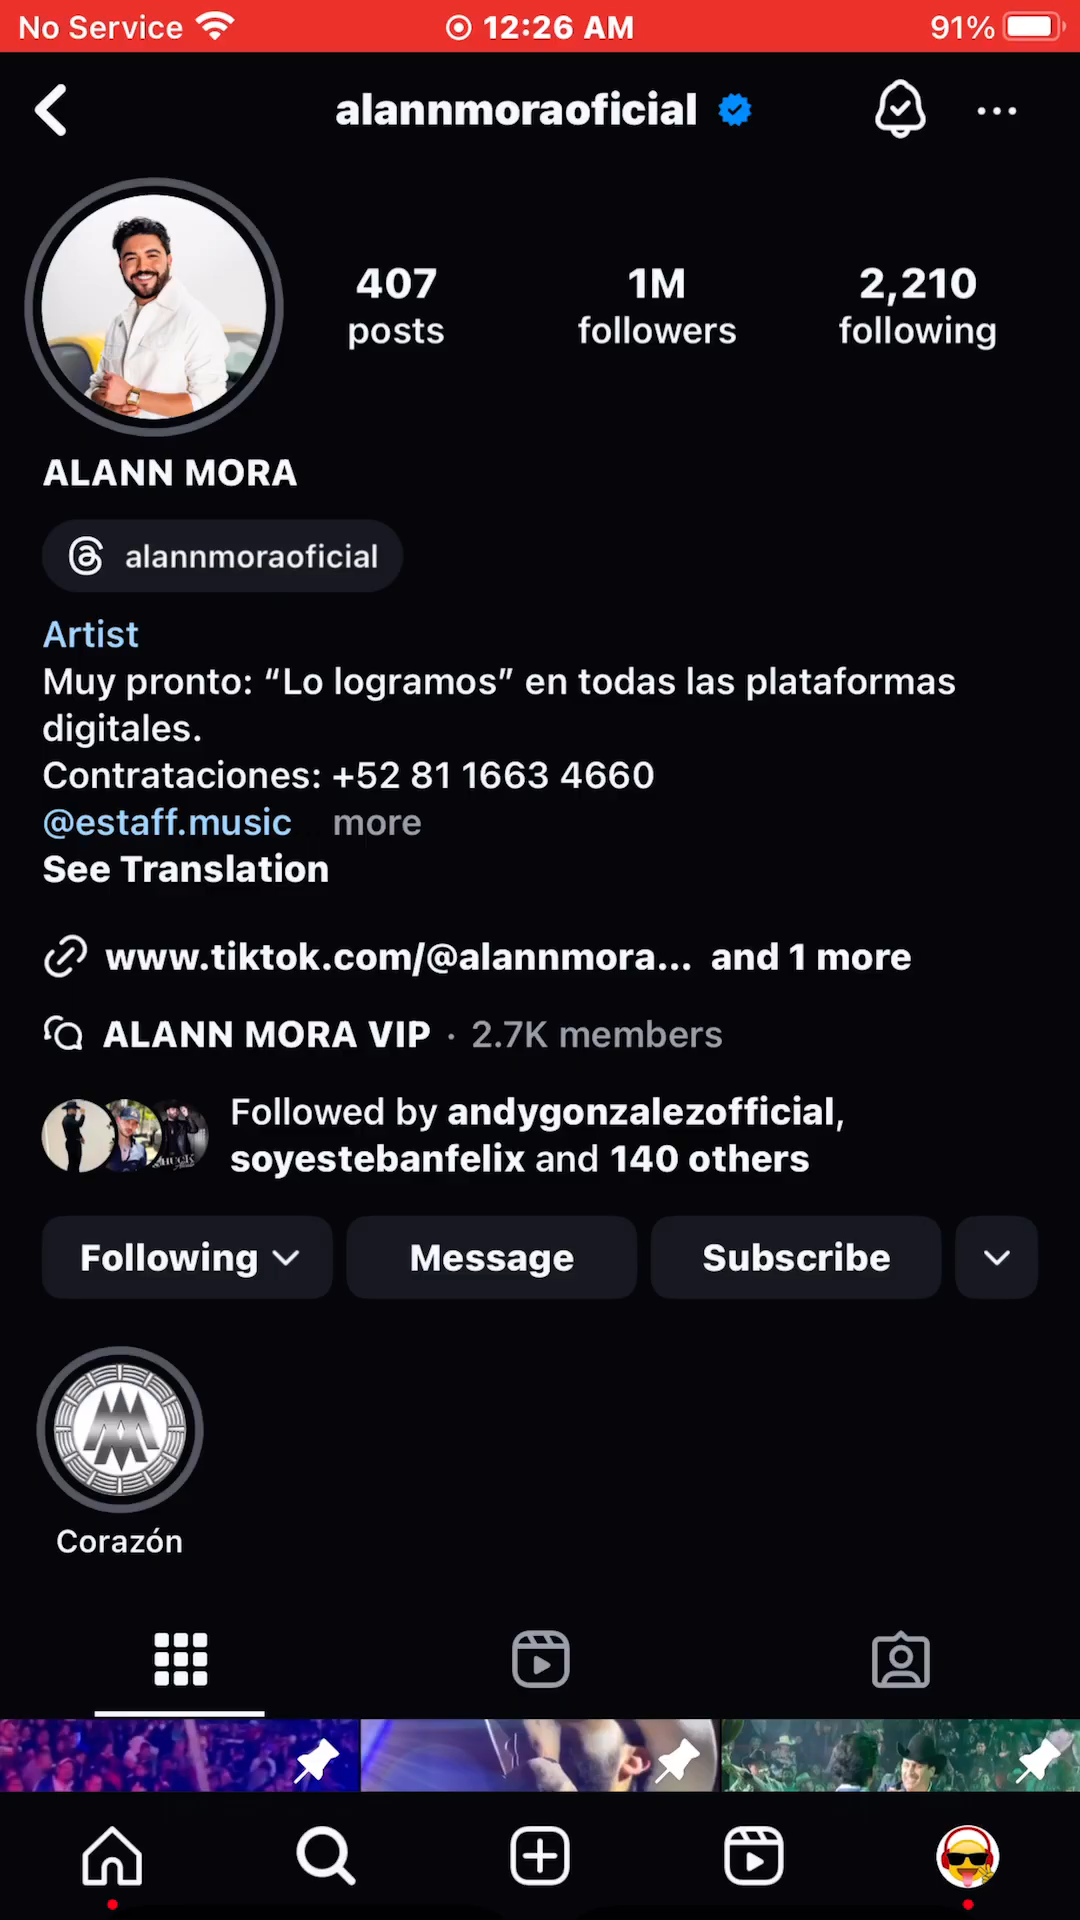 No Service 12:26 AM 91%
alannmoraoficial
407 1M 2,210
posts followers following
ALANN MORA
alannmoraoficial
Artist
Muy pronto: “Lo logramos” en todas las plataformas
digitales.
Contrataciones: +52 81 1663 4660
@estaff.music more
See Translation
www.tiktok.com/@alannmora... and 1 more
ALANN MORA VIP · 2.7K members
Followed by andygonzalezofficial,
soyestebanfelix and 140 others
Following Message Subscribe
Corazón